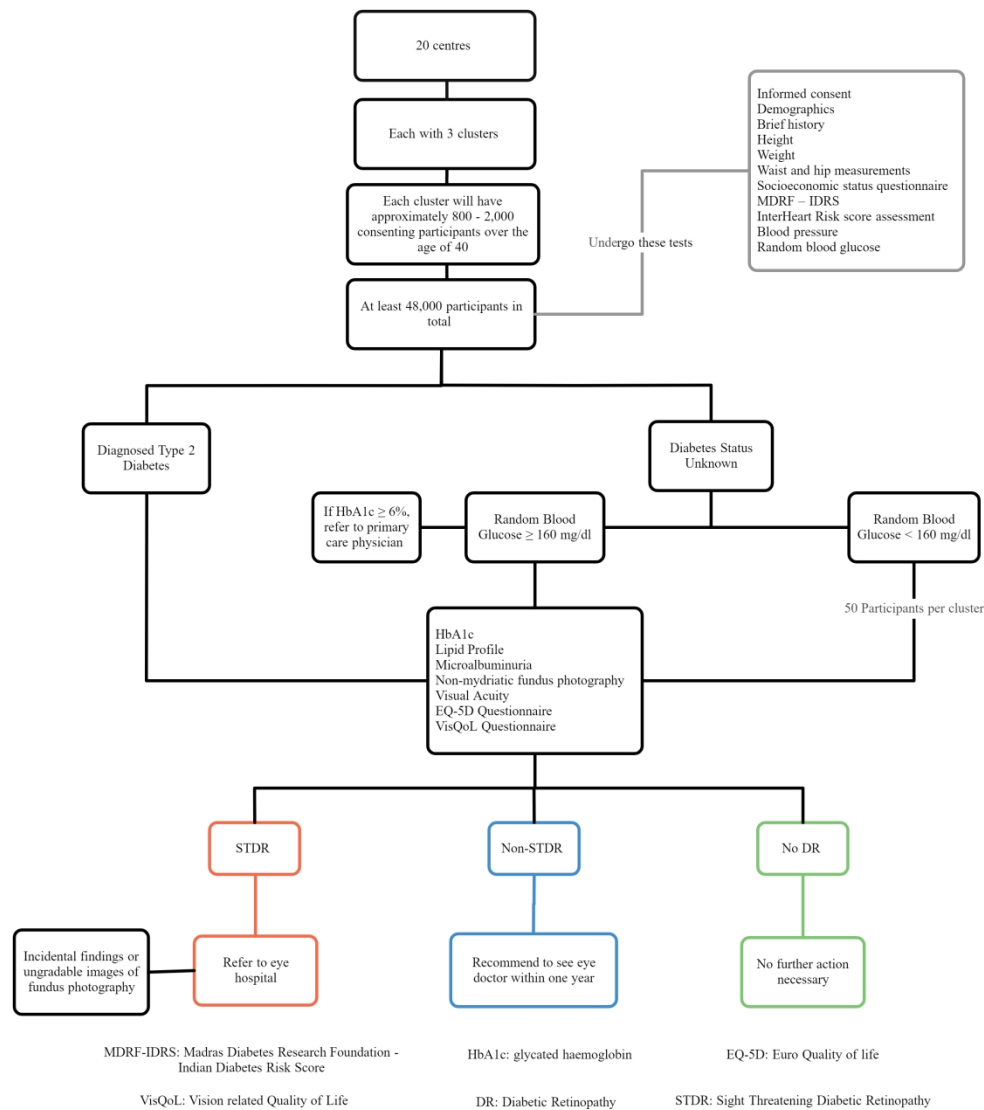 20 centres
Each with 3 clusters
Each cluster will have
approximately 800 - 2,000
consenting participants over the
age of 40
At least 48,000 participants in
total
Undergo these tests
Informed consent
Demographics
Brief history
Height
Weight
Waist and hip measurements
Socioeconomic status questionnaire
MDRF – IDRS
InterHeart Risk score assessment
Blood pressure
Random blood glucose
Diagnosed Type 2
Diabetes
Diabetes Status
Unknown
If HbA1c ≥ 6%,
refer to primary
care physician
Random Blood
Glucose ≥ 160 mg/dl
Random Blood
Glucose < 160 mg/dl
50 Participants per cluster
HbA1c
Lipid Profile
Microalbuminuria
Non-mydriatic fundus photography
Visual Acuity
EQ-5D Questionnaire
VisQoL Questionnaire
STDR
Non-STDR
No DR
Incidental findings or
ungradable images of
fundus photography
Refer to eye
hospital
Recommend to see eye
doctor within one year
No further action
necessary
MDRF-IDRS: Madras Diabetes Research Foundation -
Indian Diabetes Risk Score
HbA1c: glycated haemoglobin
EQ-5D: Euro Quality of life
VisQoL: Vision related Quality of Life
DR: Diabetic Retinopathy
STDR: Sight Threatening Diabetic Retinopathy